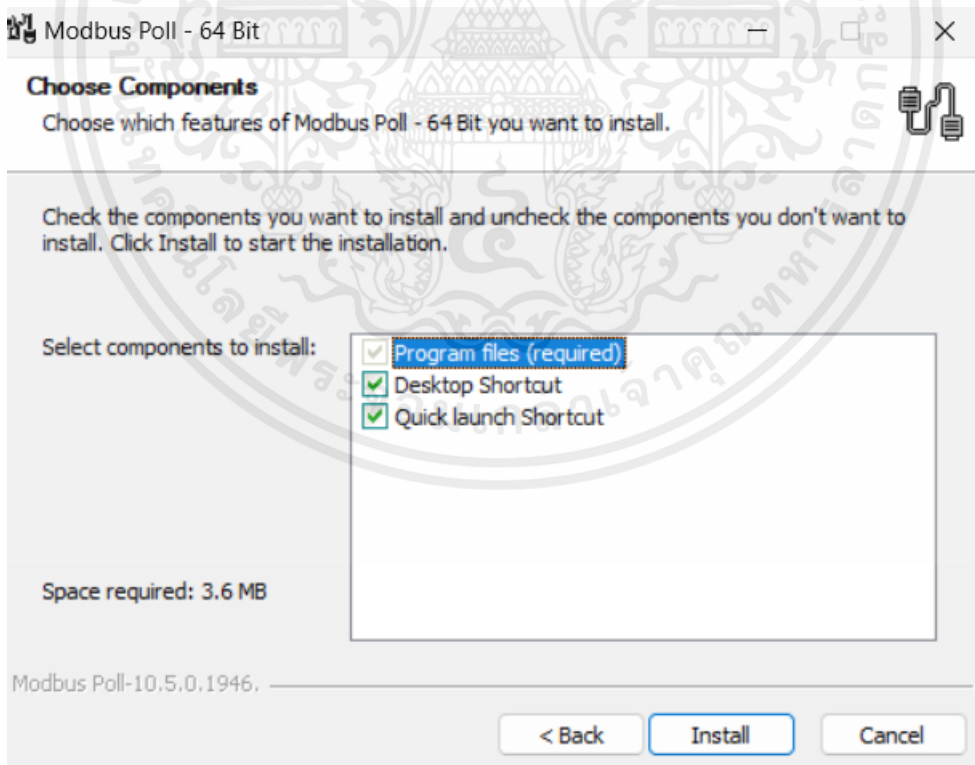 Modbus Poll - 64 Bit
Choose Components
Choose which features of Modbus Poll - 64 Bit you want to install.
Check the components you want to install and uncheck the components you don't want to
install. Click Install to start the installation.
Select components to install:
Program files (required)
Desktop Shortcut
Quick launch Shortcut
Space required: 3.6 MB
Modbus Poll-10.5.0.1946.
< Back
Install
Cancel